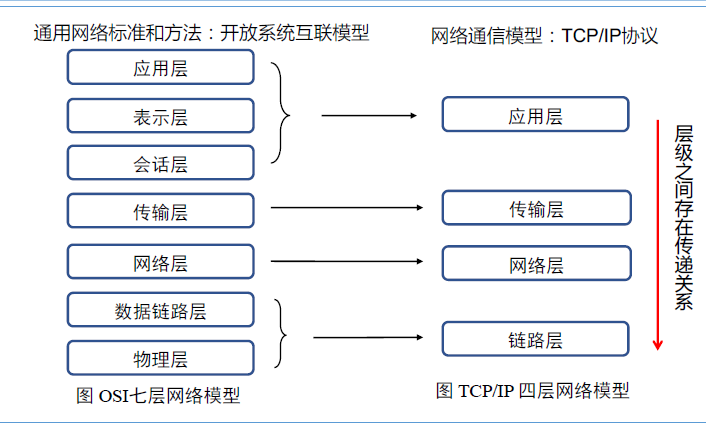 通用网络标准和方法：开放系统互联模型
应用层
表示层
会话层
传输层
网络层
数据链路层
物理层
图 OSI七层网络模型
网络通信模型：TCP/IP协议
应用层
传输层
网络层
链路层
图 TCP/IP 四层网络模型
层级之间存在传递关系